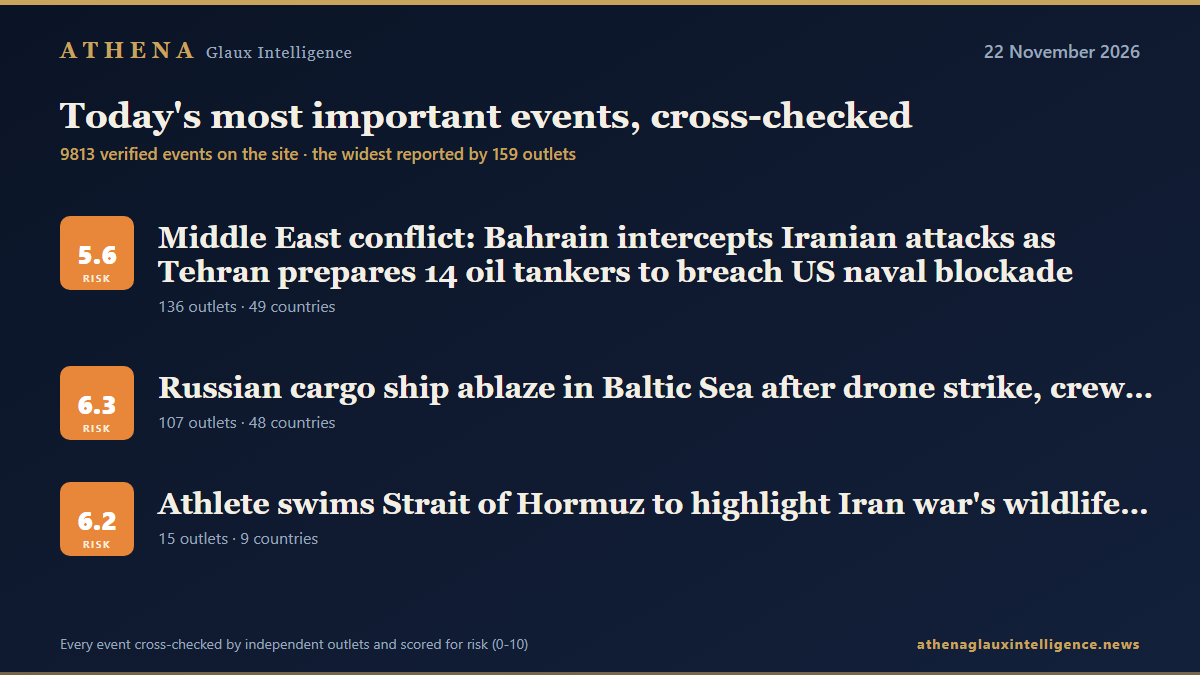 ATHENA Glaux Intelligence
22 November 2026
Today's most important events, cross-checked
9813 verified events on the site · the widest reported by 159 outlets
5.6
RISK
Middle East conflict: Bahrain intercepts Iranian attacks as
Tehran prepares 14 oil tankers to breach US naval blockade
136 outlets · 49 countries
6.3
RISK
Russian cargo ship ablaze in Baltic Sea after drone strike, crew...
107 outlets · 48 countries
6.2
RISK
Athlete swims Strait of Hormuz to highlight Iran war's wildlife...
15 outlets · 9 countries
Every event cross-checked by independent outlets and scored for risk (0-10)
athenaglauxintelligence.news